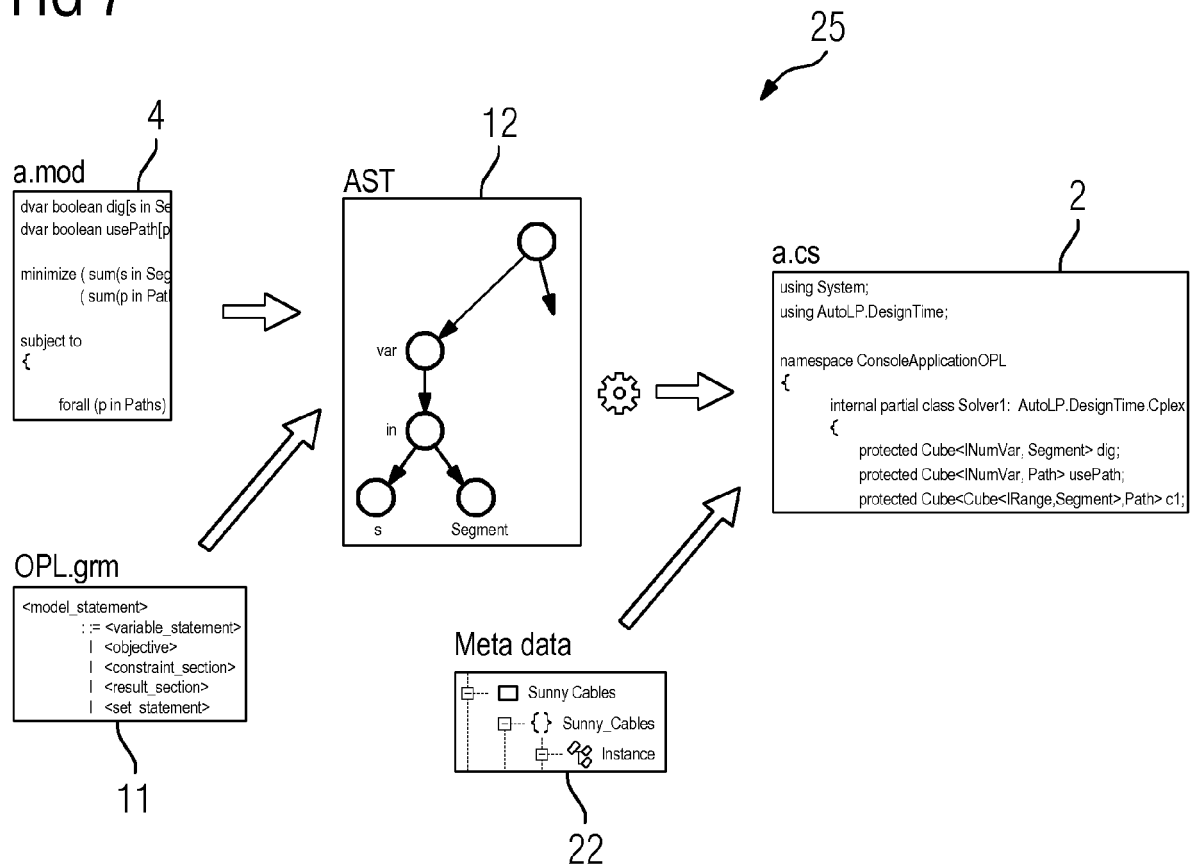 FIG 7
25
4
a.mod
dvar boolean dig[s in Se
dvar boolean usePath[p
minimize ( sum(s in Seg
( sum(p in Patl
subject to
{
forall (p in Paths)
12
AST
var
in
s
Segment
2
a.cs
using System;
using AutoLP.DesignTime;
namespace ConsoleApplicationOPL
{
internal partial class Solver1: AutoLP.DesignTime.Cplex
{
protected Cube<INumVar, Segment> dig;
protected Cube<INumVar, Path> usePath;
protected Cube<Cube<IRange,Segment>,Path> c1;
OPL.grm
<model_statement>
::= <variable_statement>
| <objective>
| <constraint_section>
| <result_section>
| <set_statement>
11
Meta data
Sunny Cables
{} Sunny_Cables
Instance
22